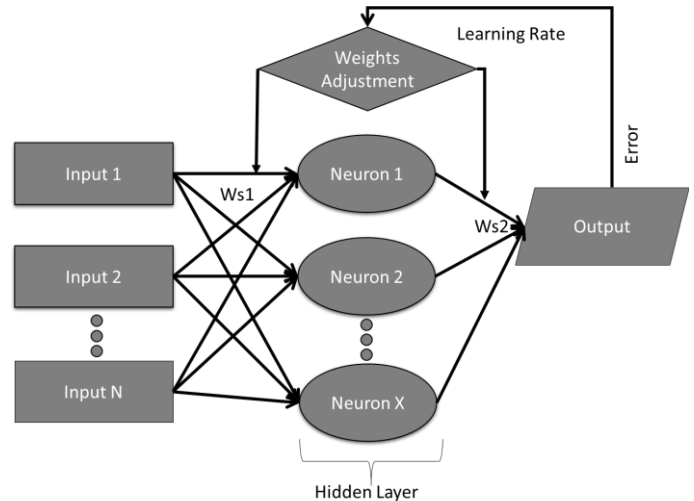 Learning Rate
Weights
Adjustment
Error
Input 1
Ws1
Neuron 1
Ws2
Output
Input 2
Neuron 2
Input N
Neuron X
Hidden Layer